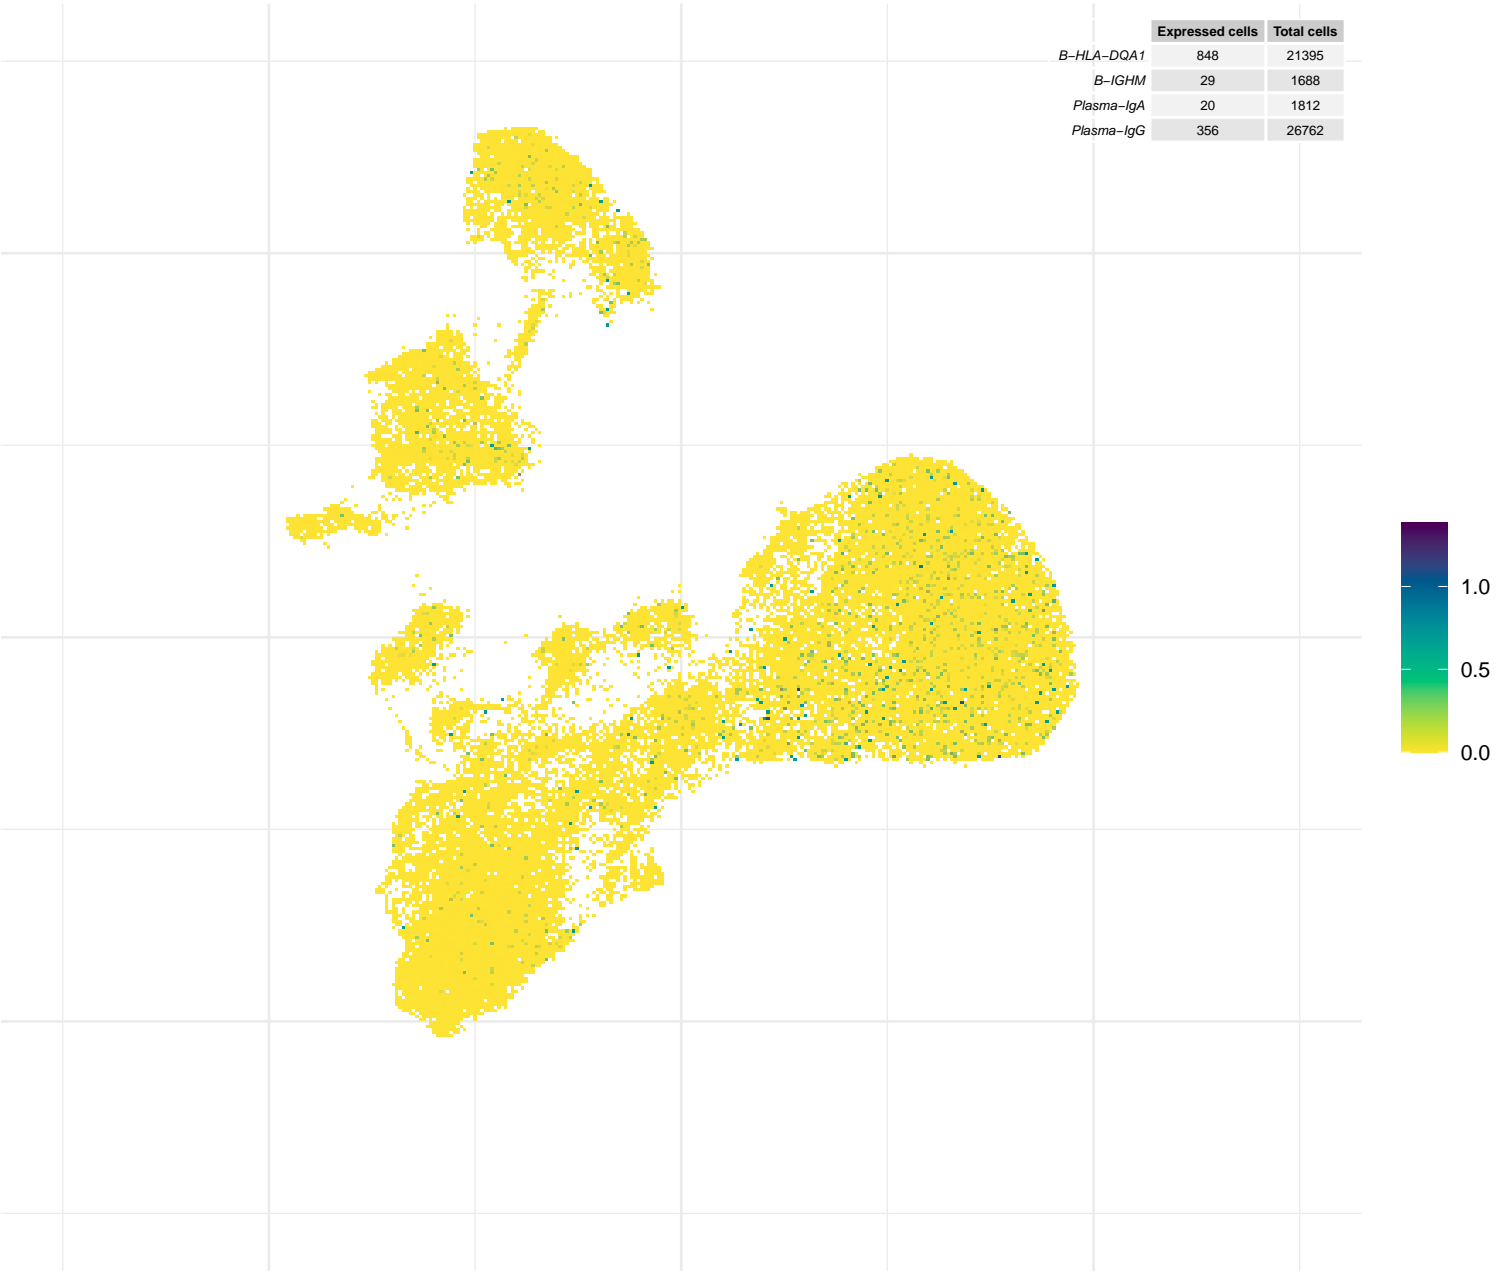 Expressed cells Total cells
B−HLA−DQA1 848 21395
B−IGHM 29 1688
Plasma−IgA 20 1812
Plasma−IgG 356 26762
1.0
0.5
0.0